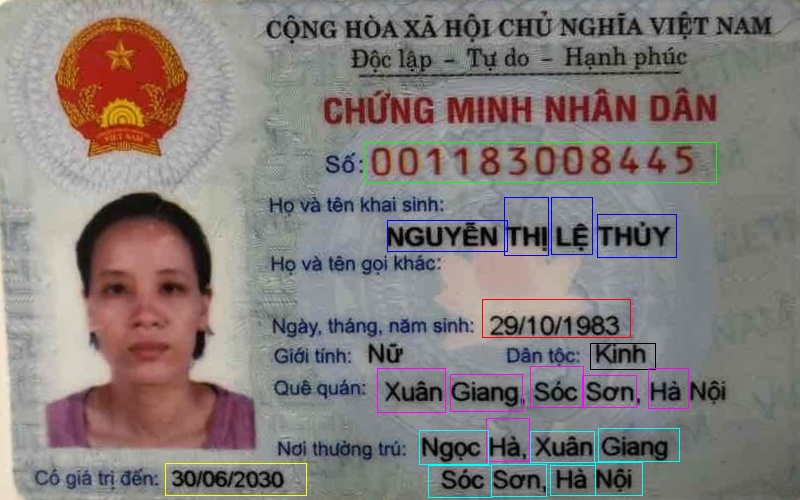 CỘNG HÒA XÃ HỘI CHỦ NGHĨA VIỆT NAM
Độc lập - Tự do - Hạnh phúc
CHỨNG MINH NHÂN DÂN
Số: 001183008445
Họ và tên khai sinh:
NGUYỄN THỊ LỆ THỦY
Họ và tên gọi khác:
Ngày, tháng, năm sinh: 29/10/1983
Giới tính: Nữ Dân tộc: Kinh
Quê quán: Xuân Giang, Sóc Sơn, Hà Nội
Nơi thường trú: Ngọc Hà, Xuân Giang
Có giá trị đến: 30/06/2030 Sóc Sơn, Hà Nội
VIỆT NAM